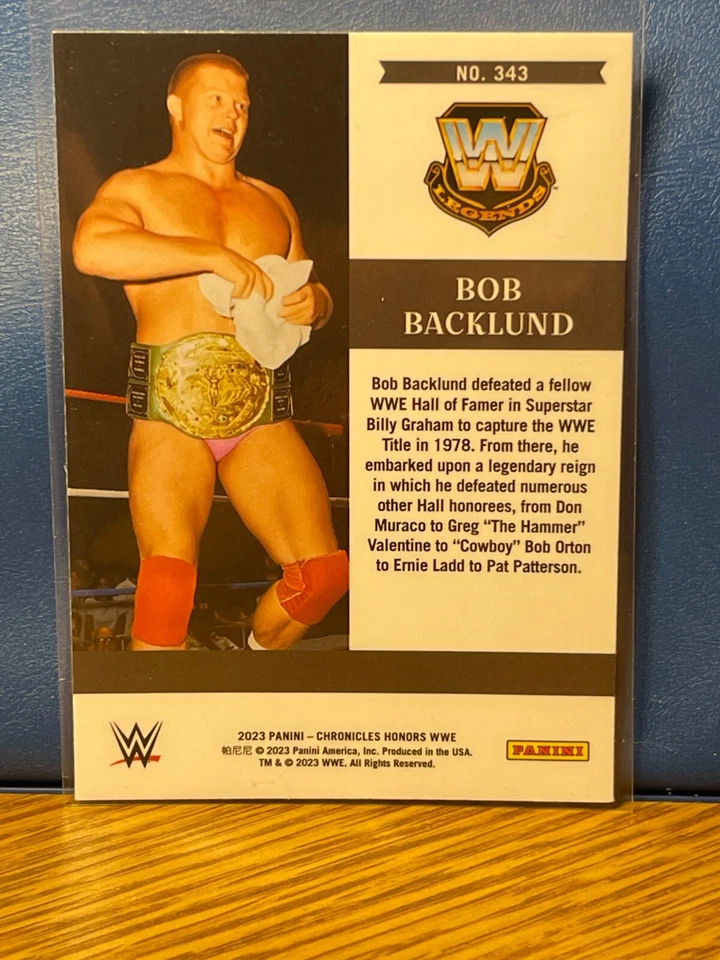 NO. 343
W
LEGENDS
BOB
BACKLUND
Bob Backlund defeated a fellow
WWE Hall of Famer in Superstar
Billy Graham to capture the WWE
Title in 1978. From there, he
embarked upon a legendary reign
in which he defeated numerous
other Hall honorees, from Don
Muraco to Greg “The Hammer”
Valentine to “Cowboy” Bob Orton
to Ernie Ladd to Pat Patterson.
W
2023 PANINI – CHRONICLES HONORS WWE
帕尼尼 © 2023 Panini America, Inc. Produced in the USA.
TM & © 2023 WWE. All Rights Reserved.
PANINI